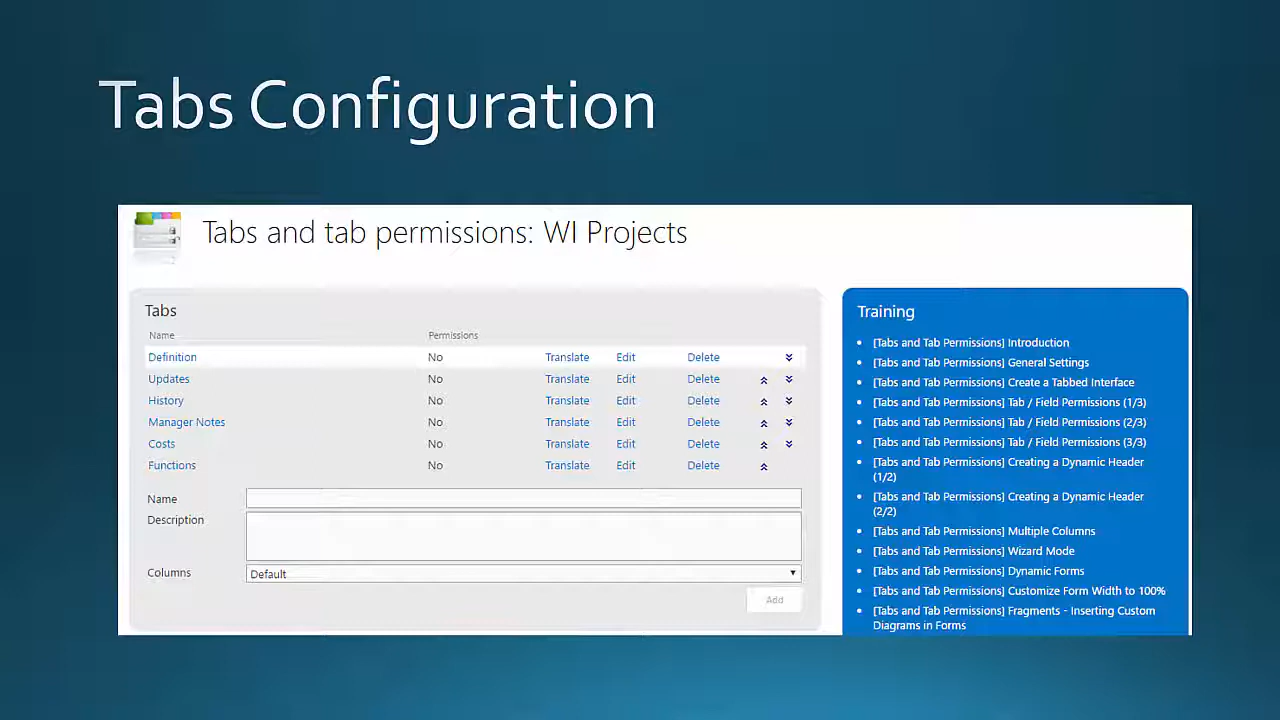 Tabs Configuration
Tabs and tab permissions: WI Projects
Tabs
Name Permissions
Definition No Translate Edit Delete
Updates No Translate Edit Delete
History No Translate Edit Delete
Manager Notes No Translate Edit Delete
Costs No Translate Edit Delete
Functions No Translate Edit Delete
Name
Description
Columns Default
Add
Training
[Tabs and Tab Permissions] Introduction
[Tabs and Tab Permissions] General Settings
[Tabs and Tab Permissions] Create a Tabbed Interface
[Tabs and Tab Permissions] Tab / Field Permissions (1/3)
[Tabs and Tab Permissions] Tab / Field Permissions (2/3)
[Tabs and Tab Permissions] Tab / Field Permissions (3/3)
[Tabs and Tab Permissions] Creating a Dynamic Header
(1/2)
[Tabs and Tab Permissions] Creating a Dynamic Header
(2/2)
[Tabs and Tab Permissions] Multiple Columns
[Tabs and Tab Permissions] Wizard Mode
[Tabs and Tab Permissions] Dynamic Forms
[Tabs and Tab Permissions] Customize Form Width to 100%
[Tabs and Tab Permissions] Fragments - Inserting Custom
Diagrams in Forms